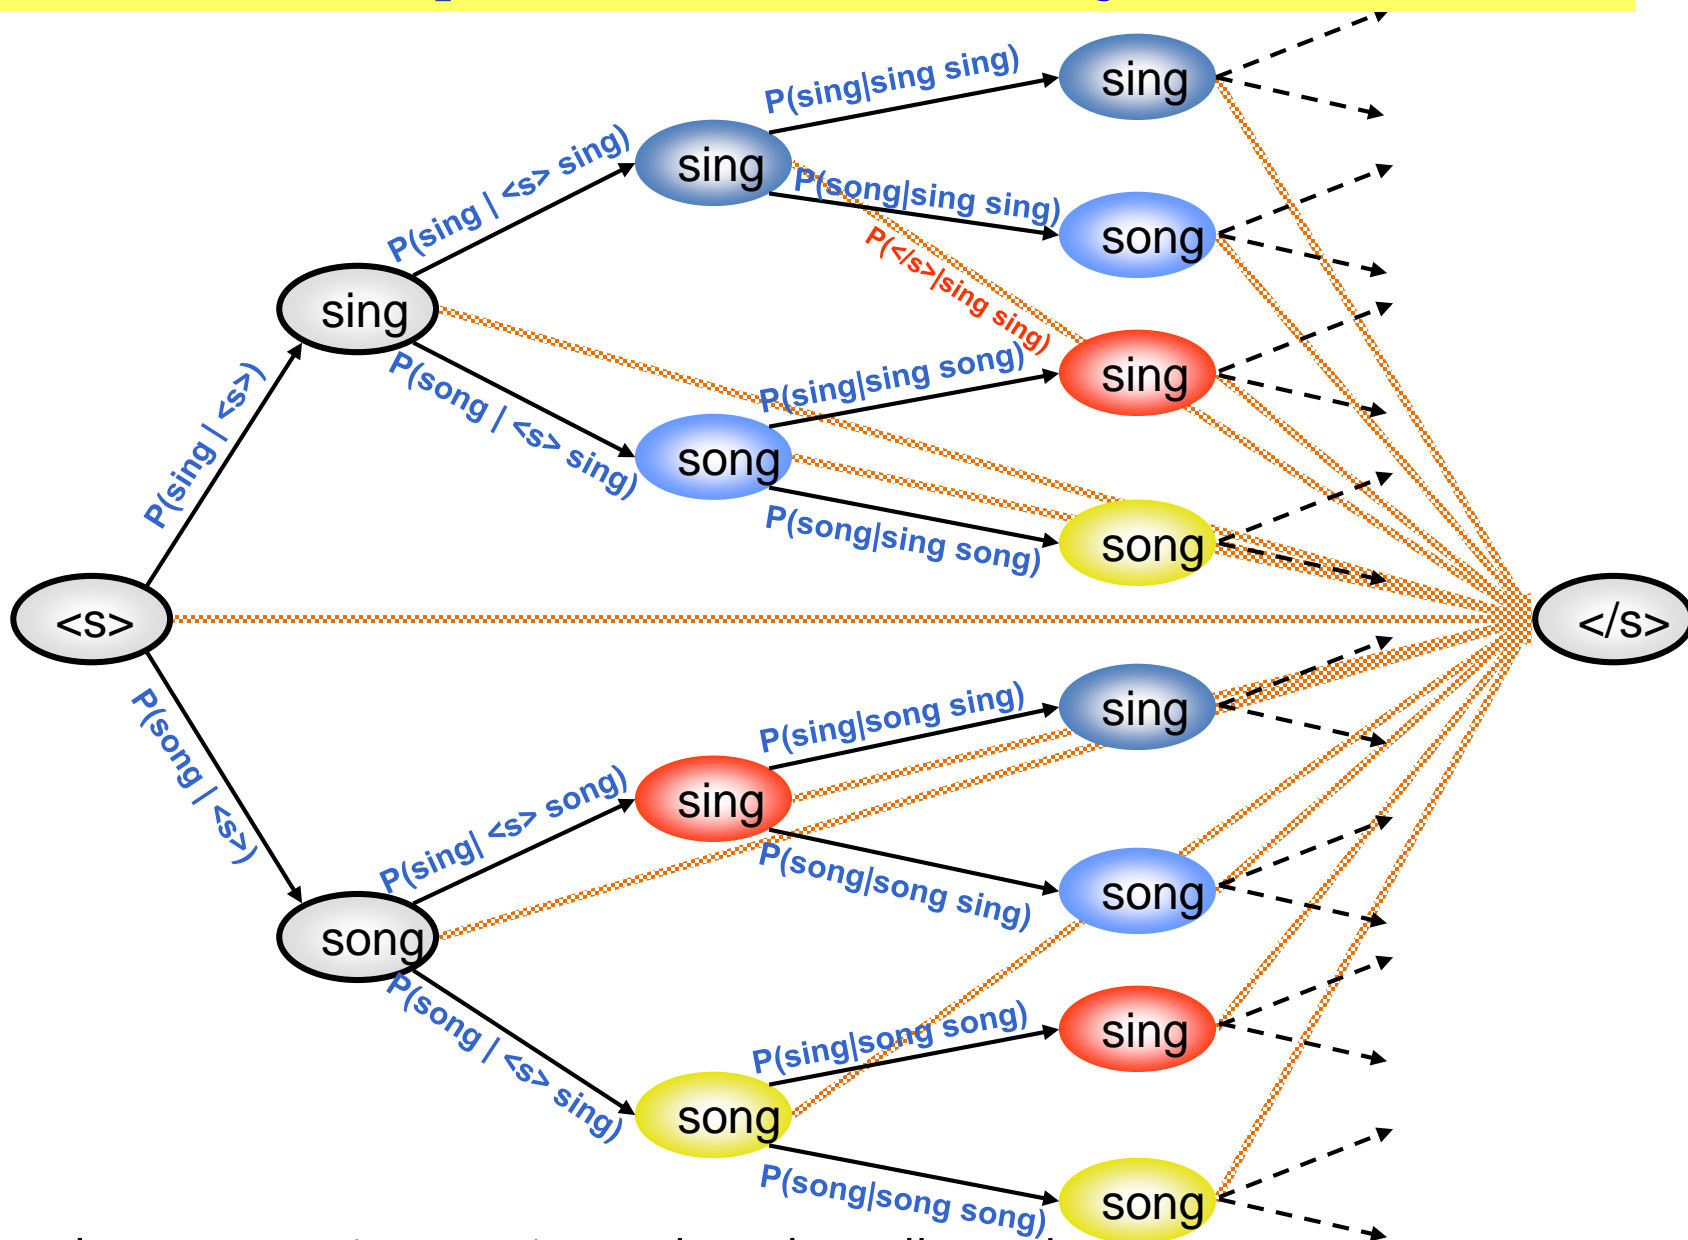 <s>
P(sing | <s>)
P(song | <s>)
sing
song
P(sing | <s> sing)
P(song | <s> sing)
P(sing| <s> song)
P(song | <s> sing)
sing
song
sing
song
P(sing|sing sing)
P(song|sing sing)
P(</s>|sing sing)
P(sing|sing song)
P(song|sing song)
P(sing|song sing)
P(song|song sing)
P(sing|song song)
P(song|song song)
sing
song
sing
song
sing
song
sing
song
</s>